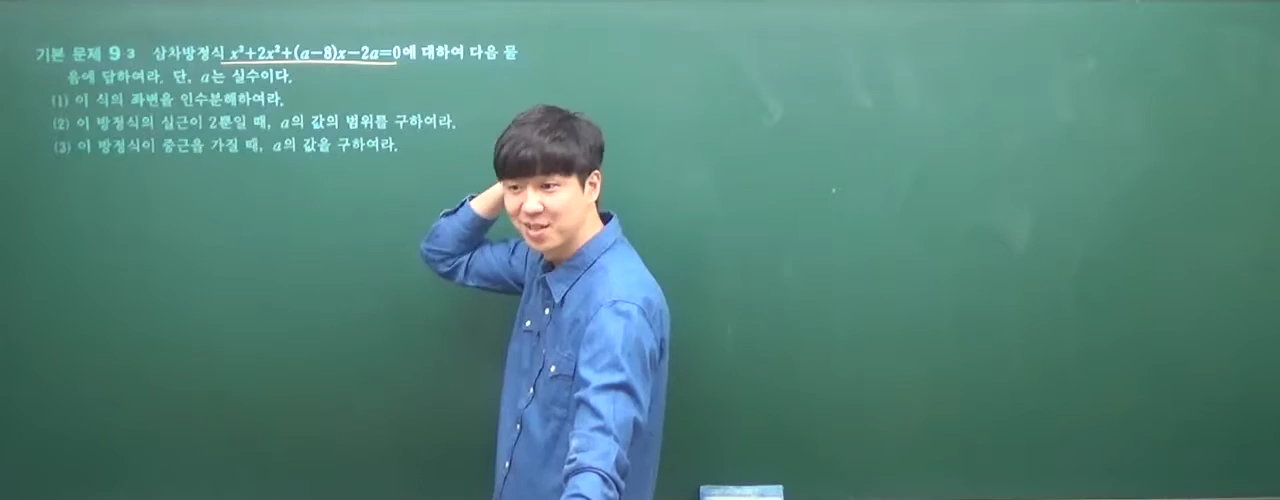 기본 문제 9 3 삼차방정식 x³+2x²+(a-8)x-2a=0에 대하여 다음 물
음에 답하여라. 단, a는 실수이다.
(1) 이 식의 좌변을 인수분해하여라.
(2) 이 방정식의 실근이 2뿐일 때, a의 값의 범위를 구하여라.
(3) 이 방정식이 중근을 가질 때, a의 값을 구하여라.